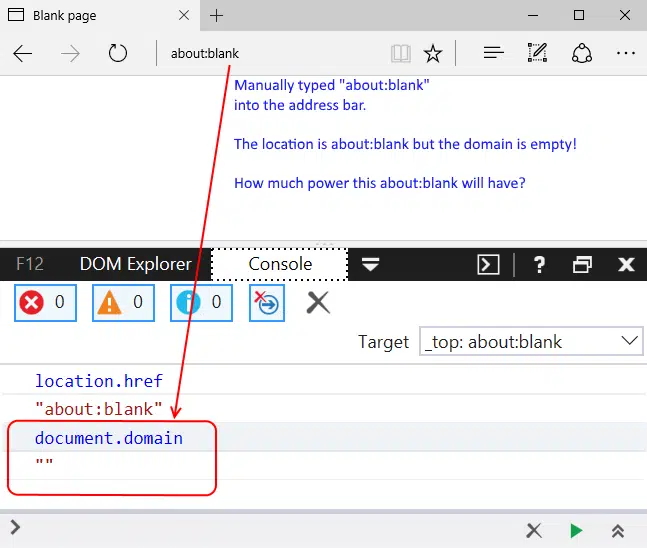 Blank page
about:blank
Manually typed "about:blank"
into the address bar.
The location is about:blank but the domain is empty!
How much power this about:blank will have?
F12 DOM Explorer Console ?
0 0 0
Target _top: about:blank
location.href
"about:blank"
document.domain
""